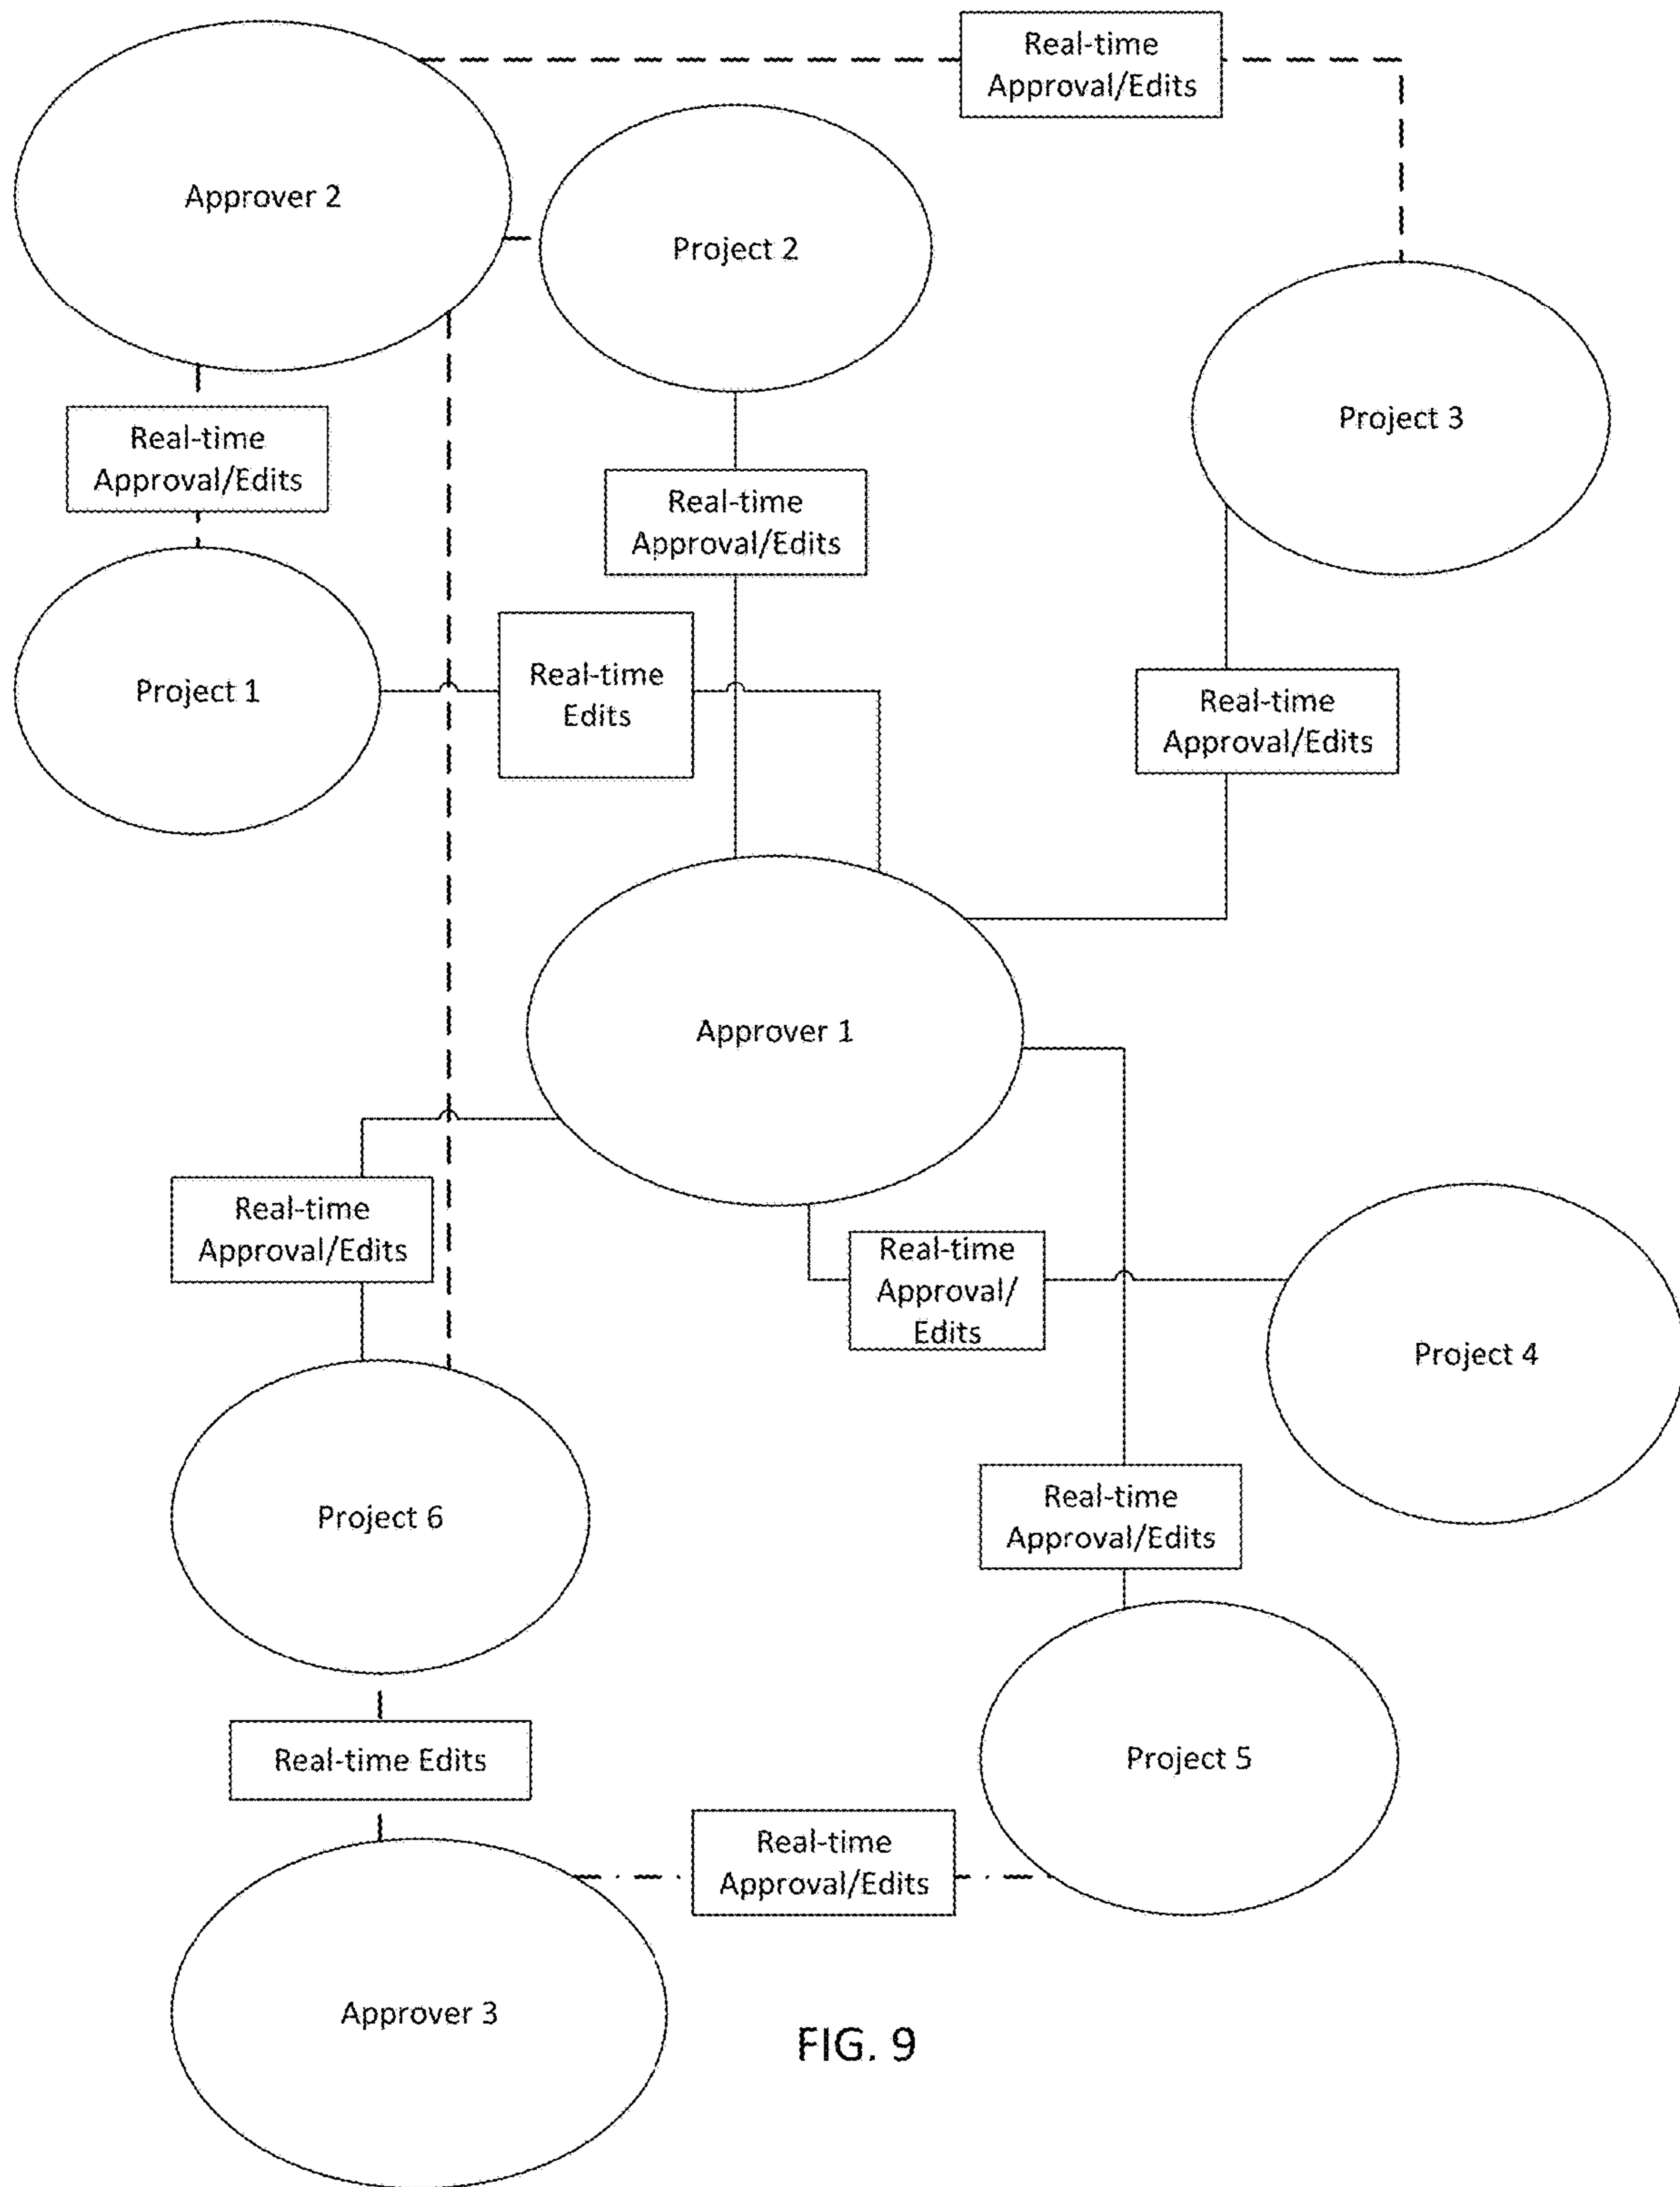 Real-time
Approval/Edits
Approver 2
Project 2
Project 3
Real-time
Approval/Edits
Real-time
Approval/Edits
Project 1
Real-time
Edits
Real-time
Approval/Edits
Approver 1
Real-time
Approval/Edits
Real-time
Approval/
Edits
Project 4
Real-time
Approval/Edits
Project 6
Real-time Edits
Project 5
Real-time
Approval/Edits
Approver 3
FIG. 9